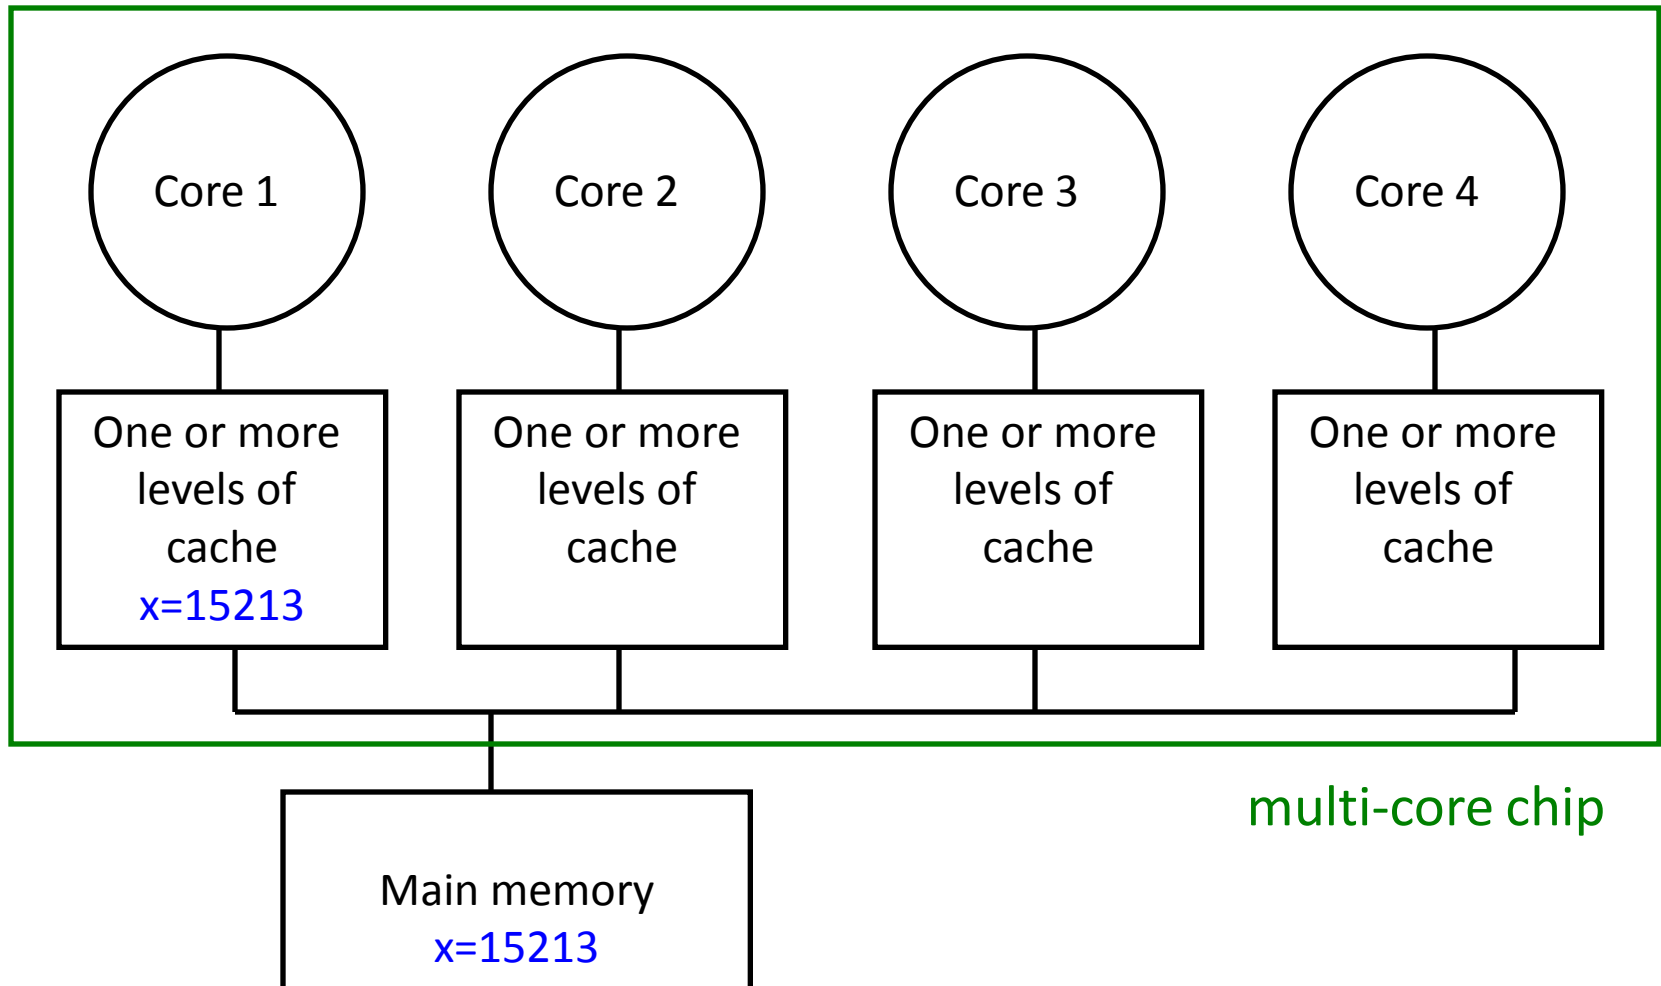 Core 1
Core 2
Core 3
Core 4
One or more
levels of
cache
x=15213
One or more
levels of
cache
One or more
levels of
cache
One or more
levels of
cache
multi-core chip
Main memory
x=15213